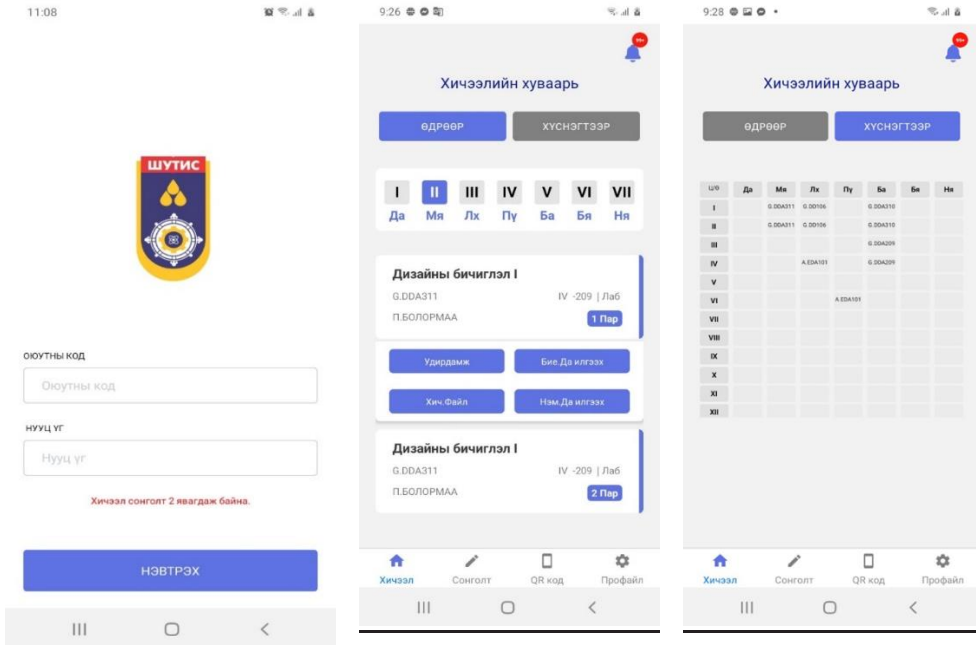 11:08
ШУТИС
ОЮУТНЫ КОД
Оюутны код
НУУЦ ҮГ
Нууц үг
Хичээл сонголт 2 явагдаж байна.
НЭВТРЭХ
9:26
99+
Хичээлийн хуваарь
ӨДРӨӨР ХҮСНЭГТЭЭР
I II III IV V VI VII
Да Мя Лх Пү Ба Бя Ня
Дизайны бичиглэл I
G.DDA311 IV -209 | Лаб
П.БОЛОРМАА 1 Пар
Удирдамж Бие.Да илгээх
Хич.Файл Нэм.Да илгээх
Дизайны бичиглэл I
G.DDA311 IV -209 | Лаб
П.БОЛОРМАА 2 Пар
Хичээл Сонголт QR код Профайл
9:28
99+
Хичээлийн хуваарь
ӨДРӨӨР ХҮСНЭГТЭЭР
Ц/Ө Да Мя Лх Пү Ба Бя Ня
I G.DDA311 G.DD106 G.DDA310
II G.DDA311 G.DD106 G.DDA310
III G.DDA209
IV A.EDA101 G.DDA209
V
VI A.EDA101
VII
VIII
IX
X
XI
XII
Хичээл Сонголт QR код Профайл